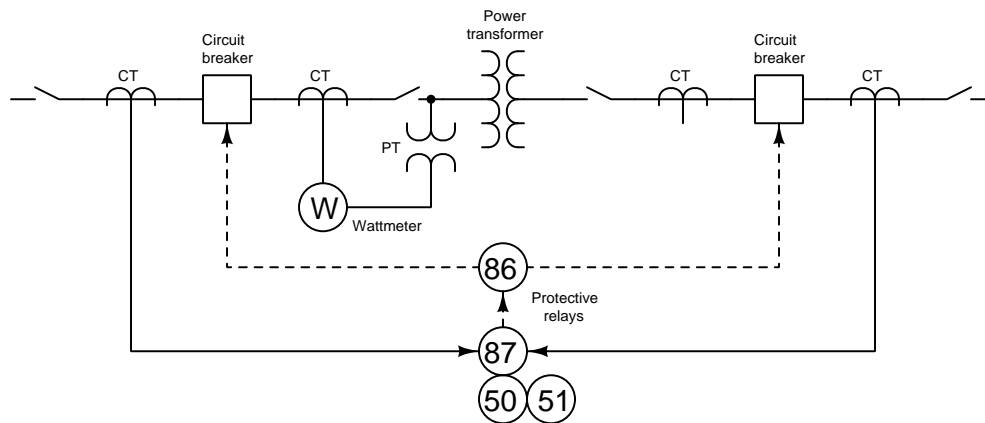 Power
transformer
Circuit
breaker
Circuit
breaker
CT
CT
CT
CT
PT
W
Wattmeter
86
Protective
relays
87
50
51